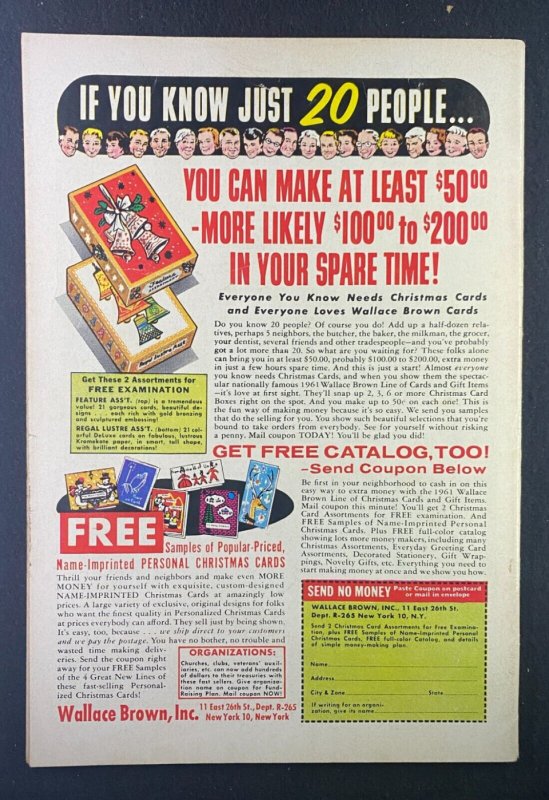 IF YOU KNOW JUST 20 PEOPLE...
YOU CAN MAKE AT LEAST $50.00
-MORE LIKELY $100.00 to $200.00
IN YOUR SPARE TIME!
Everyone You Know Needs Christmas Cards
and Everyone Loves Wallace Brown Cards
Do you know 20 people? Of course you do! Add up a half-dozen rela-
tives, perhaps 5 neighbors, the butcher, the baker, the milkman, the grocer,
your dentist, several friends and other tradespeople—and you've probably
got a lot more than 20. So what are you waiting for? These folks alone
can bring you in at least $50.00, probably $100.00 to $200.00, extra money
in just a few hours spare time. And this is just a start! Almost everyone
you know needs Christmas Cards, and when you show them the spectac-
ular nationally famous 1961 Wallace Brown Line of Cards and Gift Items
—it's love at first sight. They'll snap up 2, 3, 6 or more Christmas Card
Boxes right on the spot. And you make up to 50¢ on each one! This is
the fun way of making money because it's so easy. We send you samples
that do the selling for you. You show such beautiful selections that you're
bound to take orders from everybody. See for yourself without risking
a penny. Mail coupon TODAY! You'll be glad you did!
Get These 2 Assortments for
FREE EXAMINATION
FEATURE ASS'T. (top) is a tremendous
value! 21 gorgeous cards, beautiful de-
signs . . each rich with gold bronzing
and sculptured embossing!
REGAL LUSTRE ASS'T. (bottom) 21 col-
orful DeLuxe cards on fabulous, lustrous
Kromekote paper, in smart, tall shape,
with brilliant decorations!
GET FREE CATALOG, TOO!
-Send Coupon Below
Be first in your neighborhood to cash in on this
easy way to extra money with the 1961 Wallace
Brown Line of Christmas Cards and Gift Items.
Mail coupon this minute! You'll get 2 Christmas
Card Assortments for FREE examination. And
FREE Samples of Name-Imprinted Personal
Christmas Cards. Plus FREE full-color catalog
showing lots more money makers, including many
Christmas Assortments, Everyday Greeting Card
Assortments, Decorated Stationery, Gift Wrap-
pings, Novelty Gifts, etc. Everything you need to
start making money at once and we show you how.
FREE
Samples of Popular-Priced,
Name-Imprinted PERSONAL CHRISTMAS CARDS
Thrill your friends and neighbors and make even MORE
MONEY for yourself with exquisite, custom-designed
NAME-IMPRINTED Christmas Cards at amazingly low
prices. A large variety of exclusive, original designs for folks
who want the finest quality in Personalized Christmas Cards
at prices everybody can afford. They sell just by being shown.
It's easy, too, because . . . we ship direct to your customers
and we pay the postage. You have no bother, no trouble and
wasted time making deliv-
eries. Send the coupon right
away for your FREE Samples
of the 4 Great New Lines of
these fast-selling Personal-
ized Christmas Cards!
ORGANIZATIONS:
Churches, clubs, veterans' auxil-
iaries, etc. can now add hundreds
of dollars to their treasuries with
these fast sellers. Give organiza-
tion name on coupon for Fund-
Raising Plan. Mail coupon NOW!
Wallace Brown, Inc. 11 East 26th St., Dept. R-265
New York 10, New York
SEND NO MONEY Paste Coupon on postcard
or mail in envelope
WALLACE BROWN, INC., 11 East 26th St.
Dept. R-265 New York 10, N.Y.
Send 2 Christmas Card Assortments for Free Examina-
tion, plus FREE Samples of Name-Imprinted Personal
Christmas Cards, FREE full-color Catalog, and details
of simple money-making plan.
Name
Address
City & Zone State
If writing for an organi-
zation, give its name